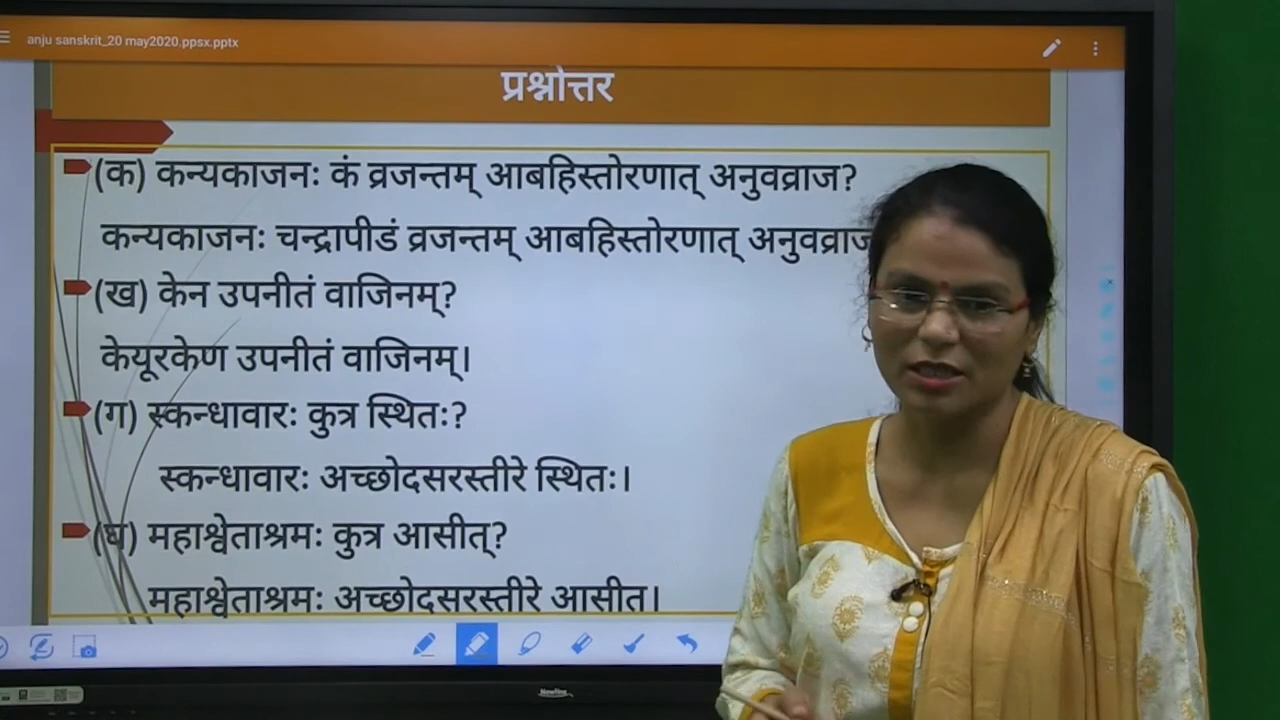 anju sanskrit_20 may2020.ppsx.pptx
प्रश्नोत्तर
(क) कन्यकाजनः कं व्रजन्तम् आबहिस्तोरणात् अनुवव्राज?
कन्यकाजनः चन्द्रापीडं व्रजन्तम् आबहिस्तोरणात्
(ख) केन उपनीतं वाजिनम्?
केयूरकेण उपनीतं वाजिनम्।
(ग) स्कन्धावारः कुत्र स्थितः?
स्कन्धावारः अच्छोदसरस्तीरे स्थितः।
(घ) महाश्वेताश्रमः कुत्र आसीत्?
महाश्वेताश्रमः अच्छोदसरस्तीरे आसीत।
Newline